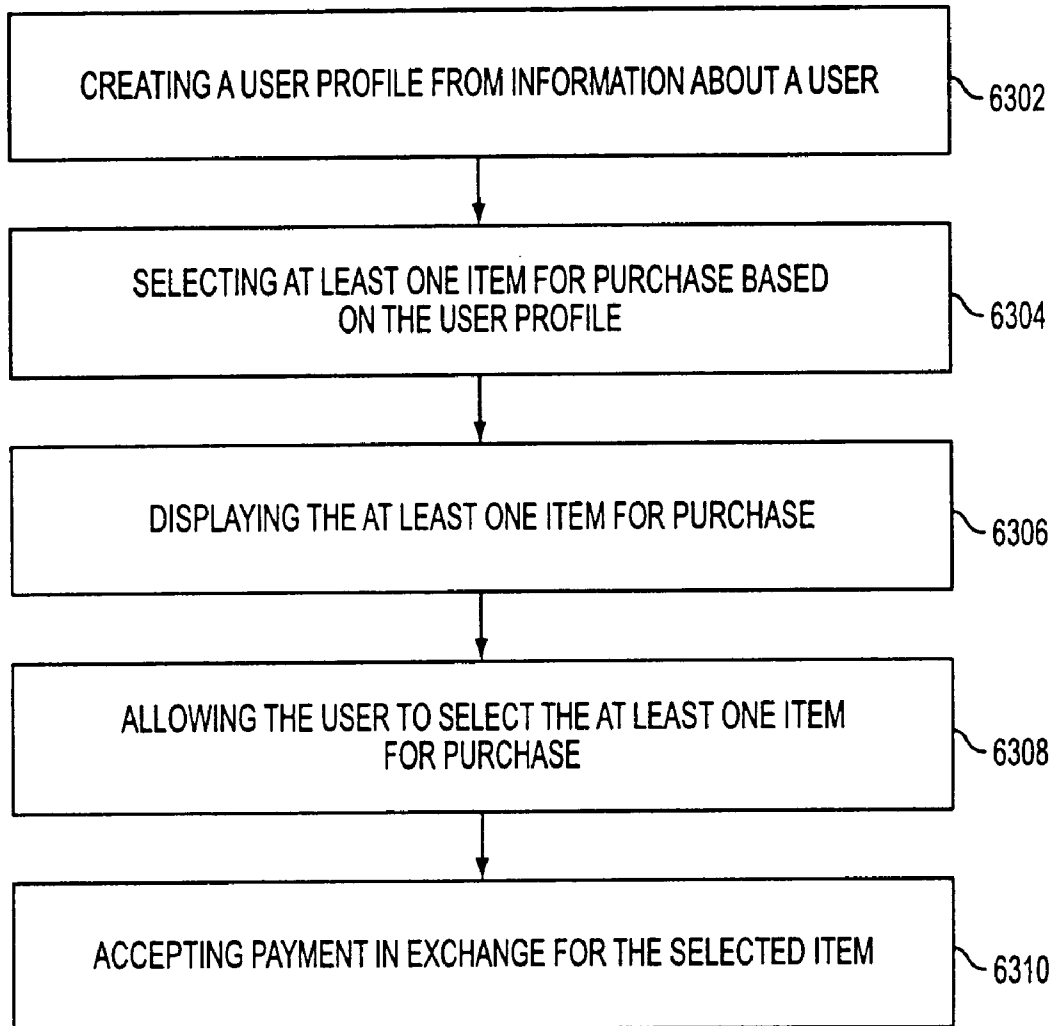 CREATING A USER PROFILE FROM INFORMATION ABOUT A USER
6302
SELECTING AT LEAST ONE ITEM FOR PURCHASE BASED
ON THE USER PROFILE
6304
DISPLAYING THE AT LEAST ONE ITEM FOR PURCHASE
6306
ALLOWING THE USER TO SELECT THE AT LEAST ONE ITEM
FOR PURCHASE
6308
ACCEPTING PAYMENT IN EXCHANGE FOR THE SELECTED ITEM
6310